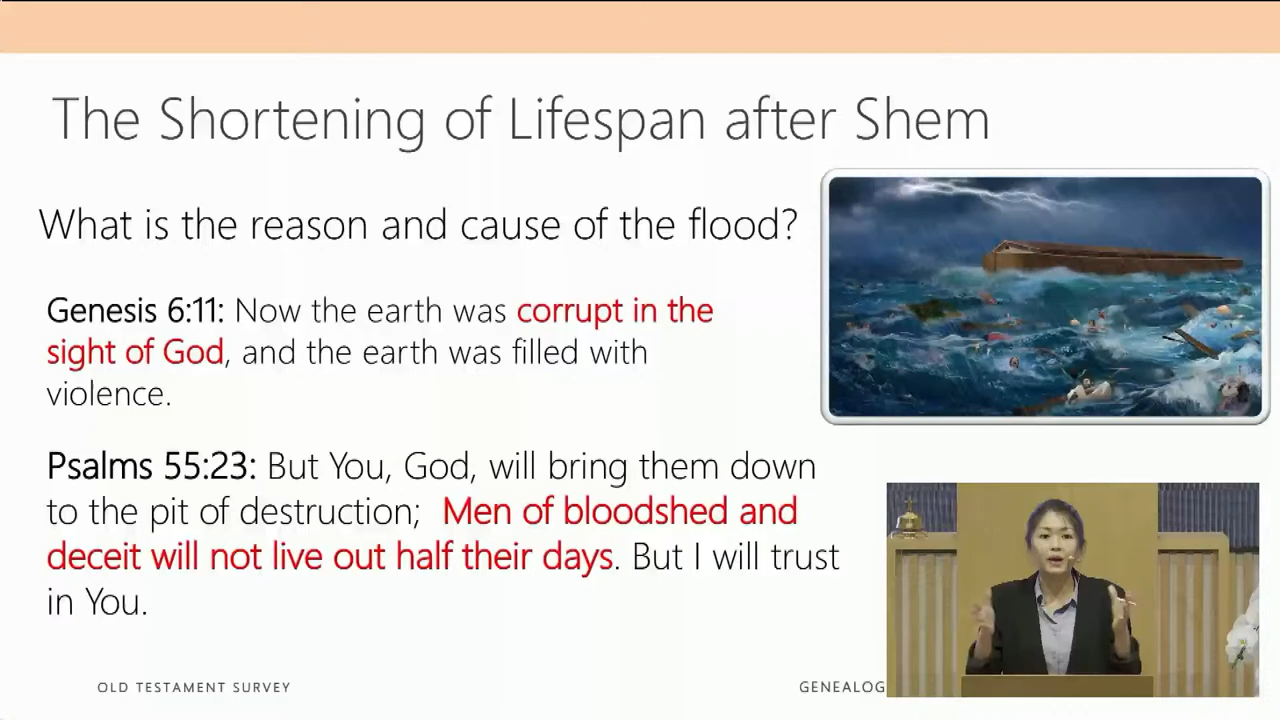 The Shortening of Lifespan after Shem
What is the reason and cause of the flood?
Genesis 6:11: Now the earth was corrupt in the
sight of God, and the earth was filled with
violence.
Psalms 55:23: But You, God, will bring them down
to the pit of destruction; Men of bloodshed and
deceit will not live out half their days. But I will trust
in You.
OLD TESTAMENT SURVEY
GENEALOG